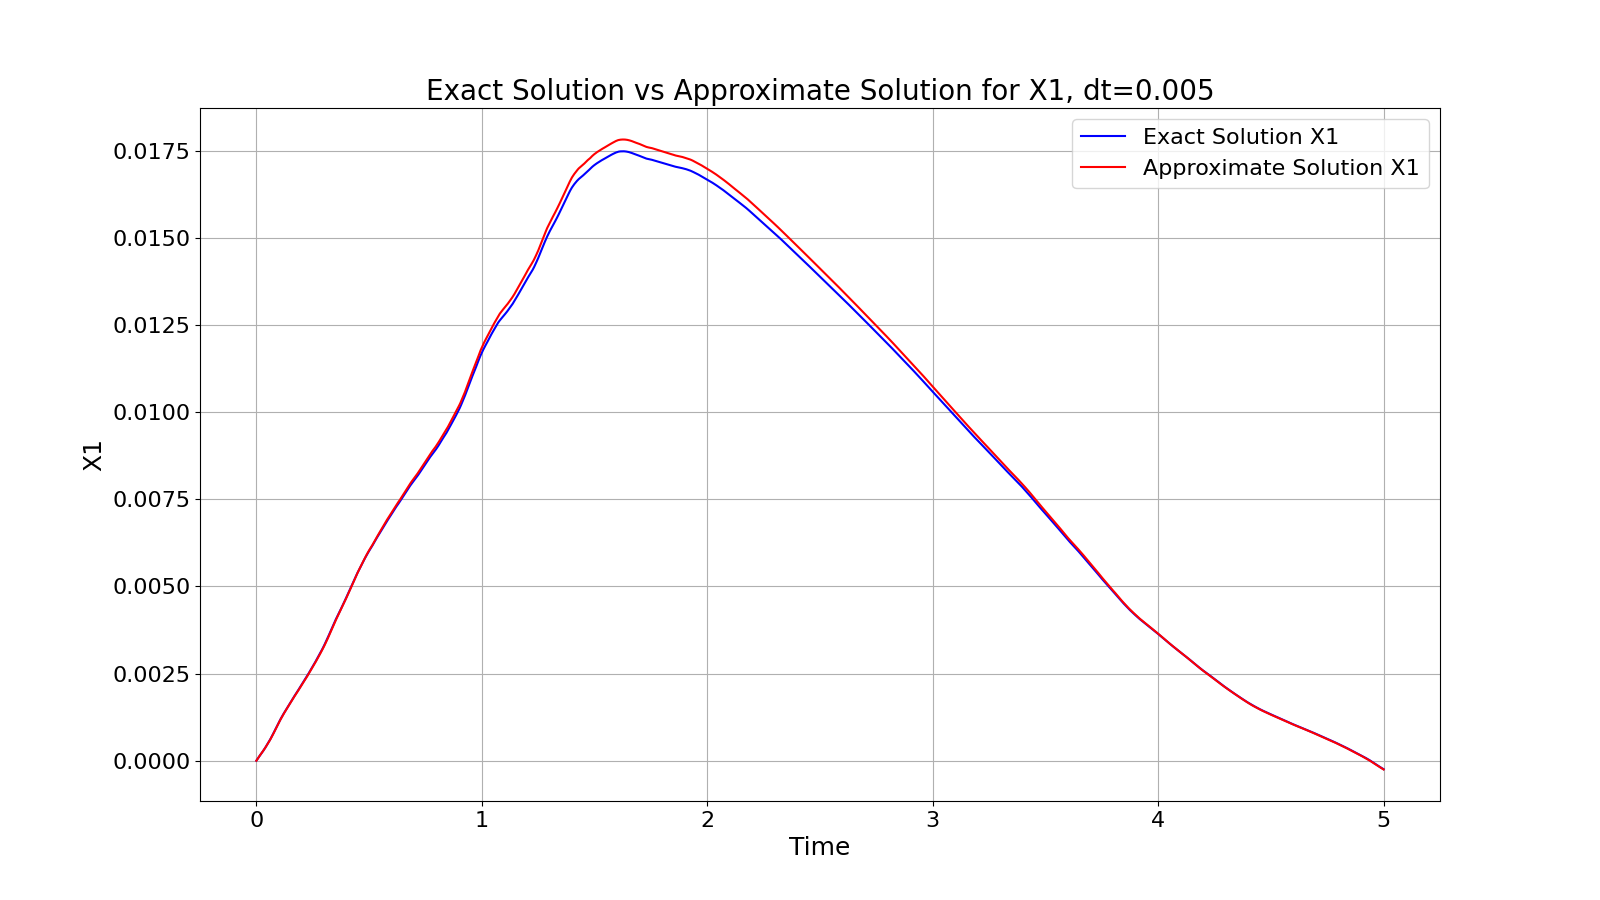 Exact Solution vs Approximate Solution for X1, dt=0.005
Exact Solution X1
Approximate Solution X1
0.0175
0.0150
0.0125
0.0100
0.0075
0.0050
0.0025
0.0000
X1
0 1 2 3 4 5
Time